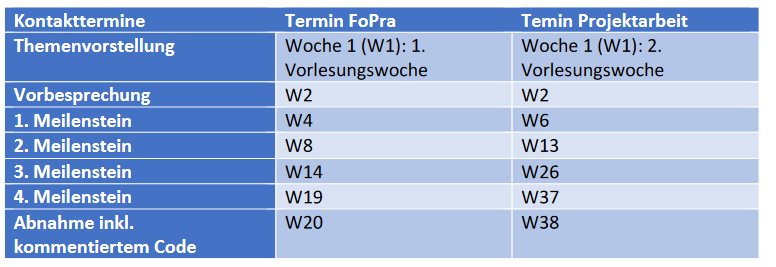 Kontakttermine Termin FoPra Temin Projektarbeit
Themenvorstellung Woche 1 (W1): 1. Woche 1 (W1): 2.
Vorlesungswoche Vorlesungswoche
Vorbesprechung W2 W2
1. Meilenstein W4 W6
2. Meilenstein W8 W13
3. Meilenstein W14 W26
4. Meilenstein W19 W37
Abnahme inkl. W20 W38
kommentiertem Code